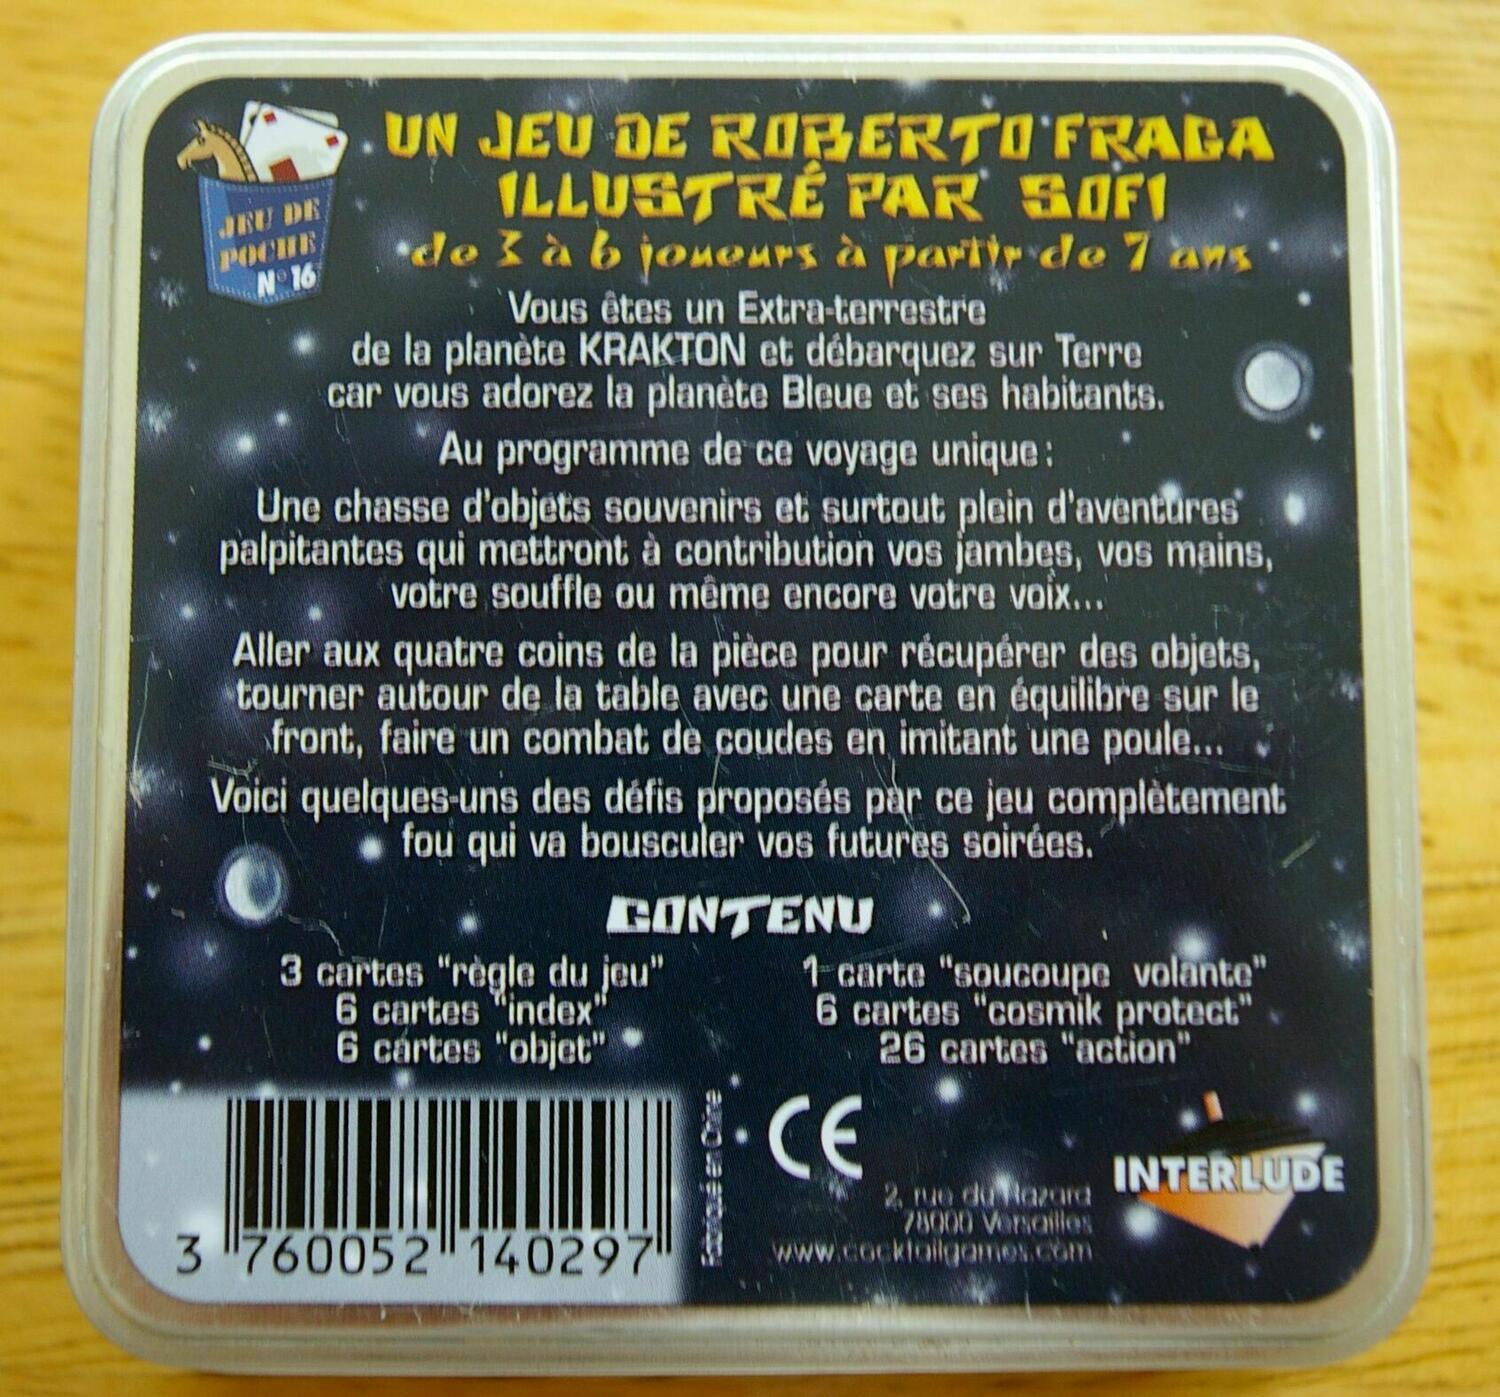 UN JEU DE ROBERTO FRAGA
ILLUSTRÉ PAR SOFI
de 3 à 6 joueurs à partir de 7 ans
JEU DE
POCHE
N° 16
Vous êtes un Extra-terrestre
de la planète KRAKTON et débarquez sur Terre
car vous adorez la planète Bleue et ses habitants.
Au programme de ce voyage unique :
Une chasse d'objets souvenirs et surtout plein d'aventures
palpitantes qui mettront à contribution vos jambes, vos mains,
votre souffle ou même encore votre voix...
Aller aux quatre coins de la pièce pour récupérer des objets,
tourner autour de la table avec une carte en équilibre sur le
front, faire un combat de coudes en imitant une poule...
Voici quelques-uns des défis proposés par ce jeu complètement
fou qui va bousculer vos futures soirées.
CONTENU
3 cartes "règle du jeu"
6 cartes "index"
6 cartes "objet"
1 carte "soucoupe volante"
6 cartes "cosmik protect"
26 cartes "action"
3 760052 140297
Fabriqué en Chine
CE
2, rue du Hazard
78000 Versailles
www.cocktailgames.com
INTERLUDE